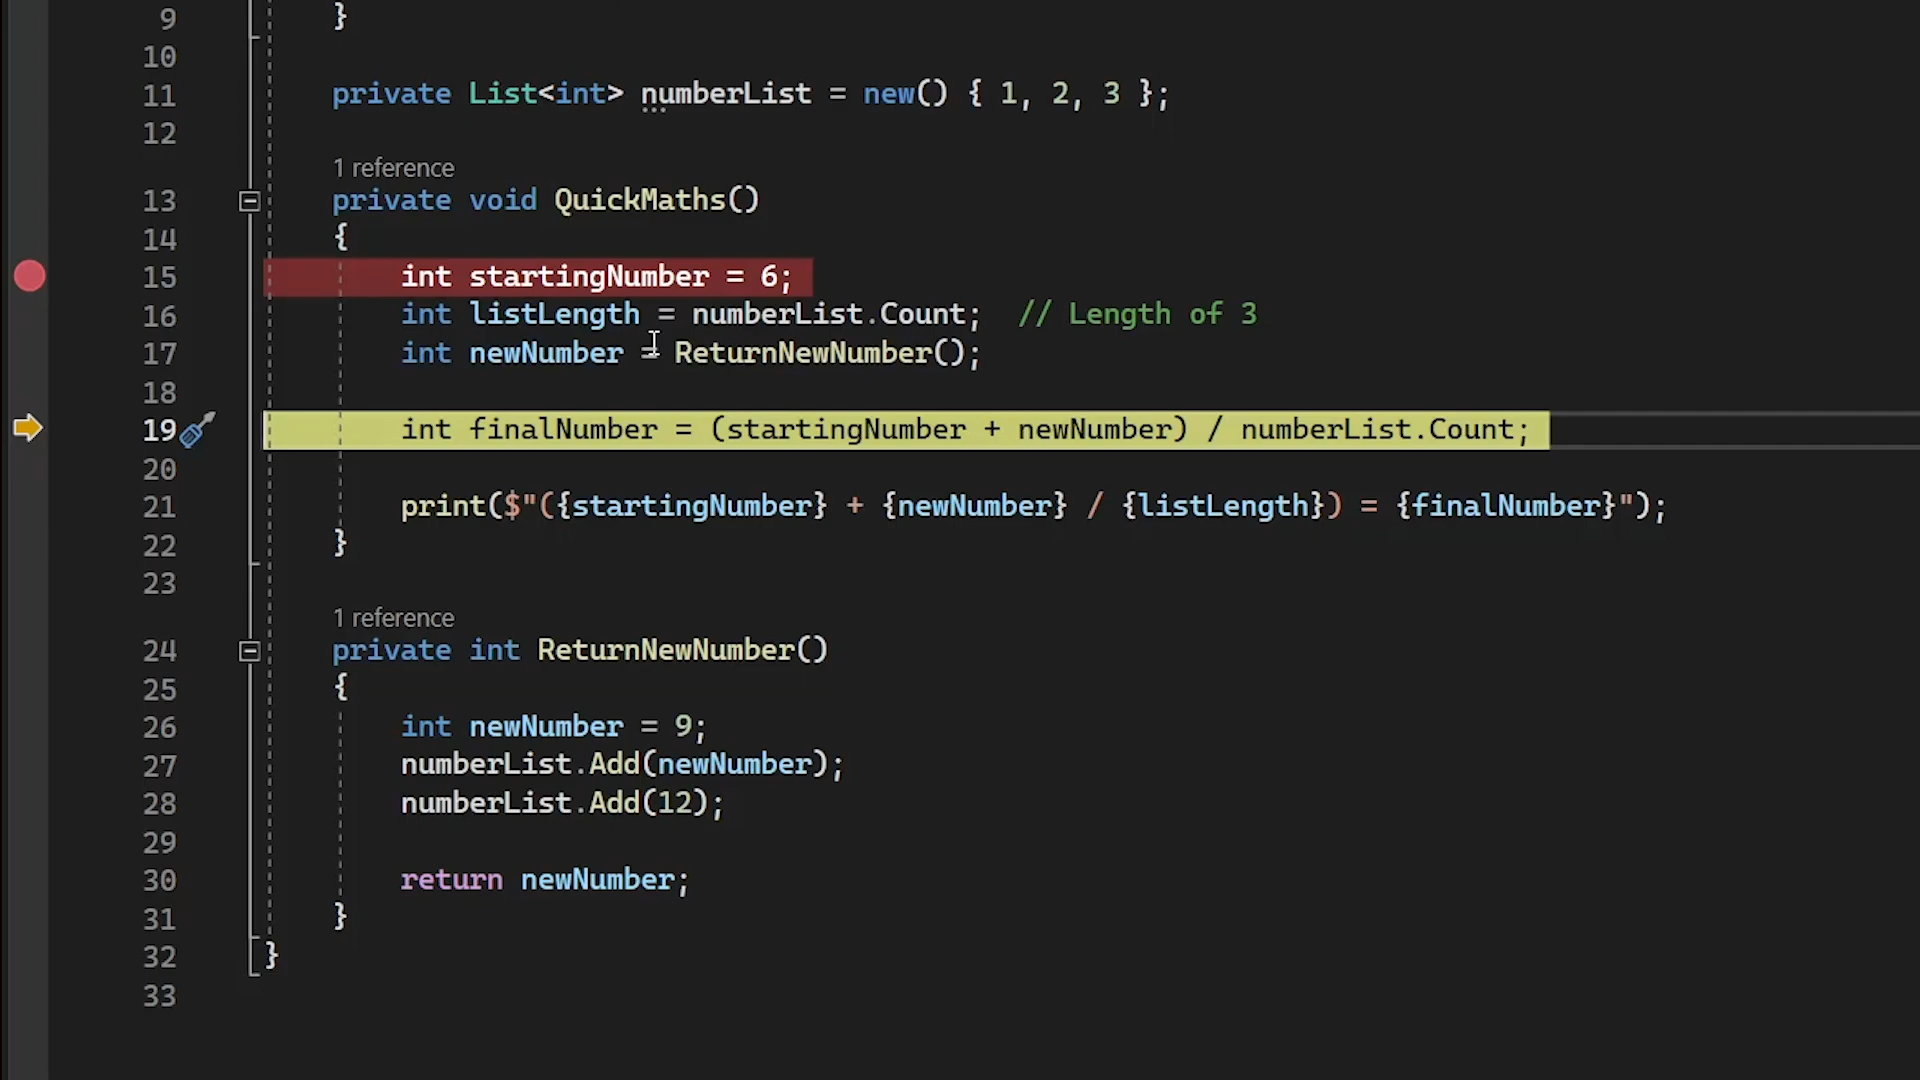 9 }
10
11 private List<int> numberList = new() { 1, 2, 3 };
12
1 reference
13 private void QuickMaths()
14 {
15 int startingNumber = 6;
16 int listLength = numberList.Count; // Length of 3
17 int newNumber = ReturnNewNumber();
18
19 int finalNumber = (startingNumber + newNumber) / numberList.Count;
20
21 print($"({startingNumber} + {newNumber} / {listLength}) = {finalNumber}");
22 }
23
1 reference
24 private int ReturnNewNumber()
25 {
26 int newNumber = 9;
27 numberList.Add(newNumber);
28 numberList.Add(12);
29
30 return newNumber;
31 }
32 }
33